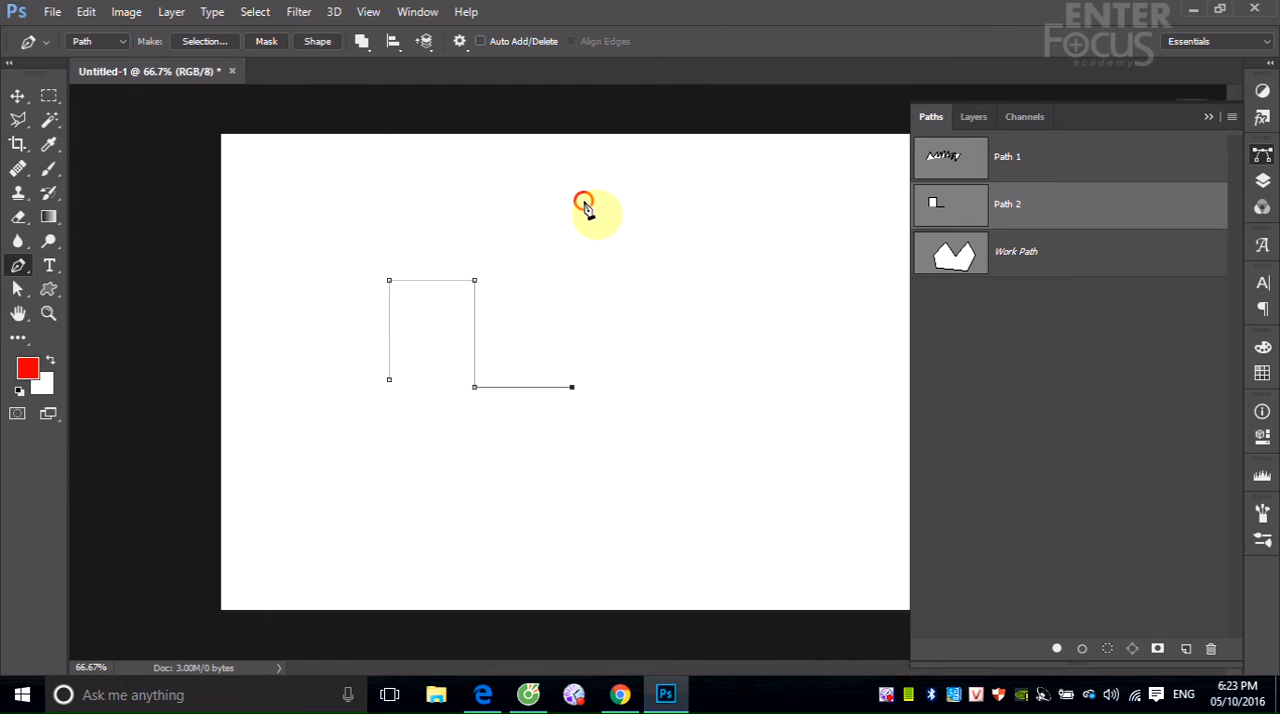 Ps File Edit Image Layer Type Select Filter 3D View Window Help
ENTER
FOCUS
academy
Path Make: Selection... Mask Shape Auto Add/Delete Align Edges Essentials
Untitled-1 @ 66.7% (RGB/8) * ×
Paths Layers Channels
Path 1
Path 2
Work Path
66.67% Doc: 3.00M/0 bytes
Ask me anything
ENG
6:23 PM
05/10/2016